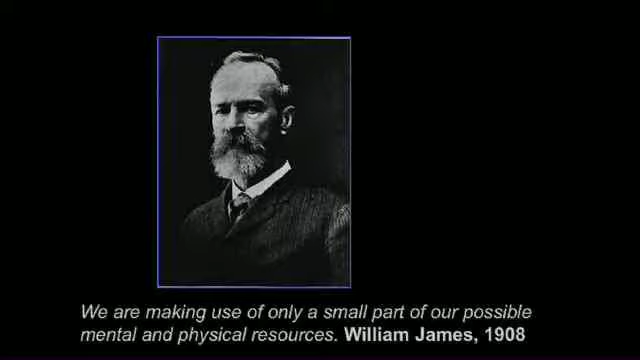 We are making use of only a small part of our possible
mental and physical resources. William James, 1908